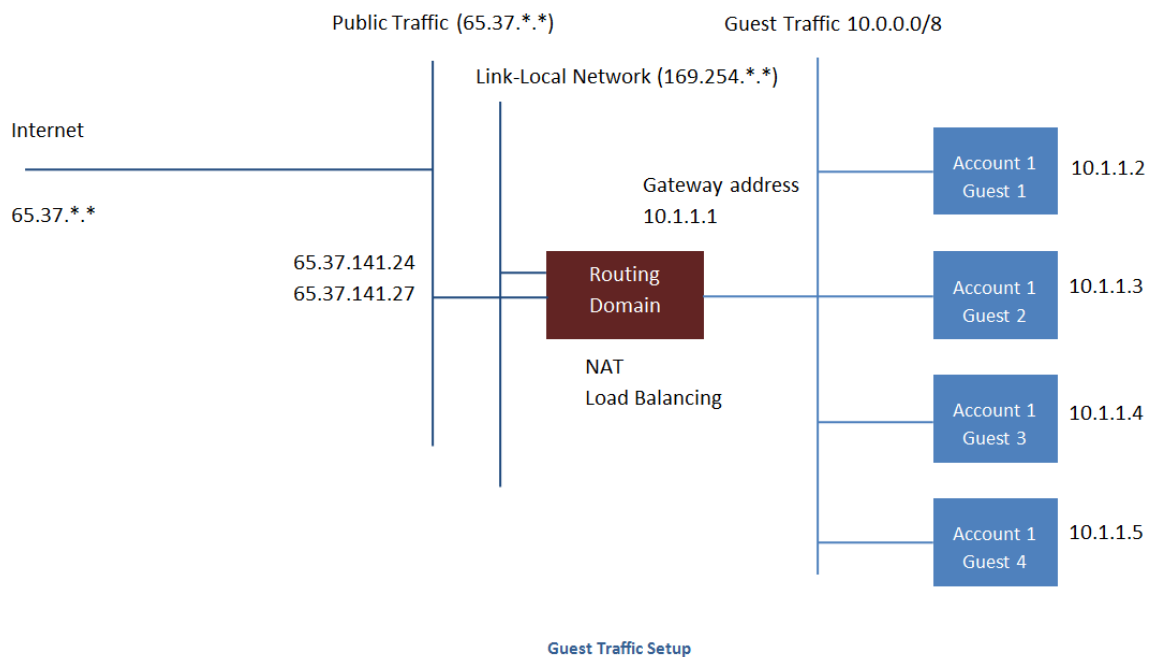 Public Traffic (65.37.*.*)
Guest Traffic 10.0.0.0/8
Link-Local Network (169.254.*.*)
Internet
65.37.*.*
Gateway address
10.1.1.1
65.37.141.24
65.37.141.27
Routing
Domain
NAT
Load Balancing
Account 1
Guest 1
10.1.1.2
Account 1
Guest 2
10.1.1.3
Account 1
Guest 3
10.1.1.4
Account 1
Guest 4
10.1.1.5
Guest Traffic Setup